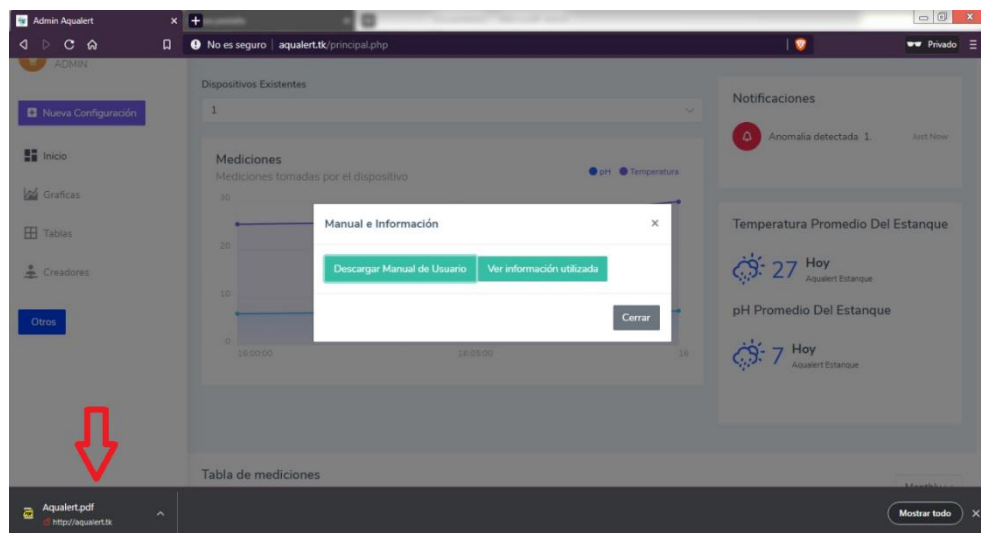 Admin Aqualert
No es seguro aqualert.tk/principal.php
Privado
ADMIN
Nueva Configuración
Inicio
Graficas
Tablas
Creadores
Otros
Dispositivos Existentes
1
Mediciones
Mediciones tomadas por el dispositivo
pH Temperatura
30
20
10
0
16:00:00 16:05:00 16
Manual e Información
Descargar Manual de Usuario Ver información utilizada
Cerrar
Notificaciones
Anomalia detectada 1. Just Now
Temperatura Promedio Del Estanque
27 Hoy
Aqualert Estanque
pH Promedio Del Estanque
7 Hoy
Aqualert Estanque
Tabla de mediciones
Aqualert.pdf
http://aqualert.tk
Mostrar todo